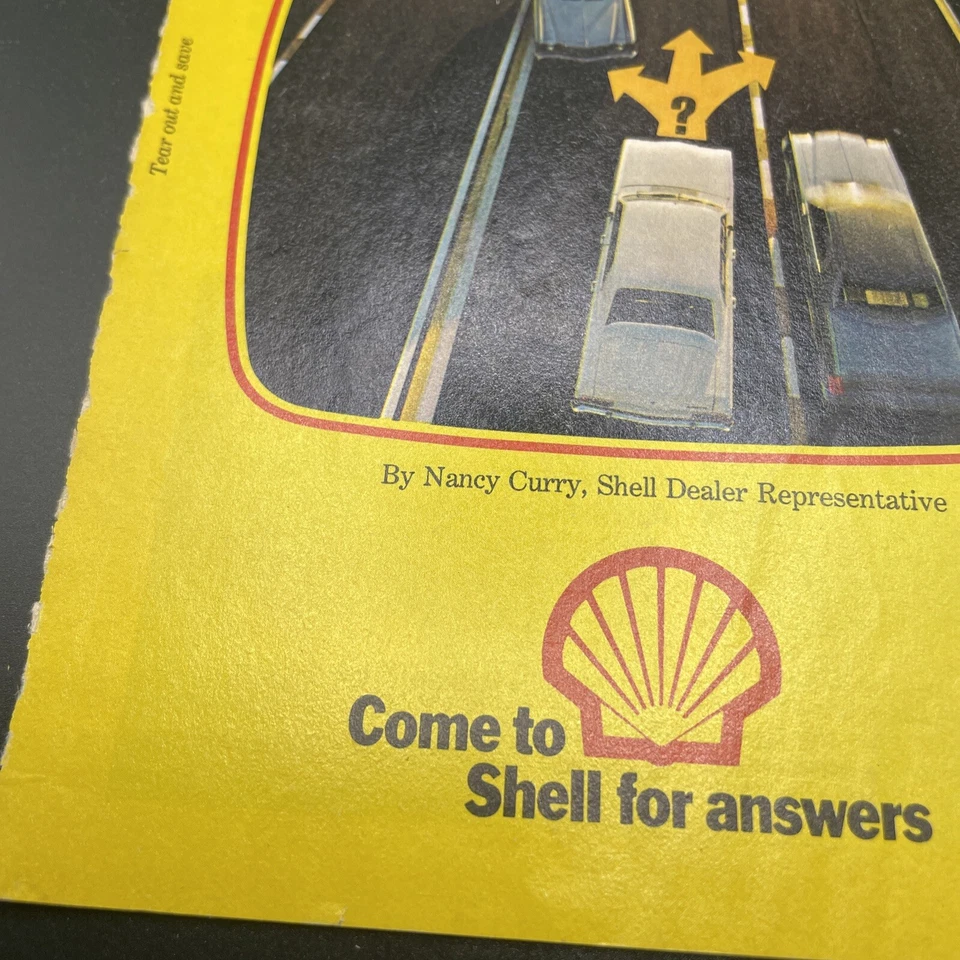 Tear out and save
?
By Nancy Curry, Shell Dealer Representative
Come to
Shell for answers